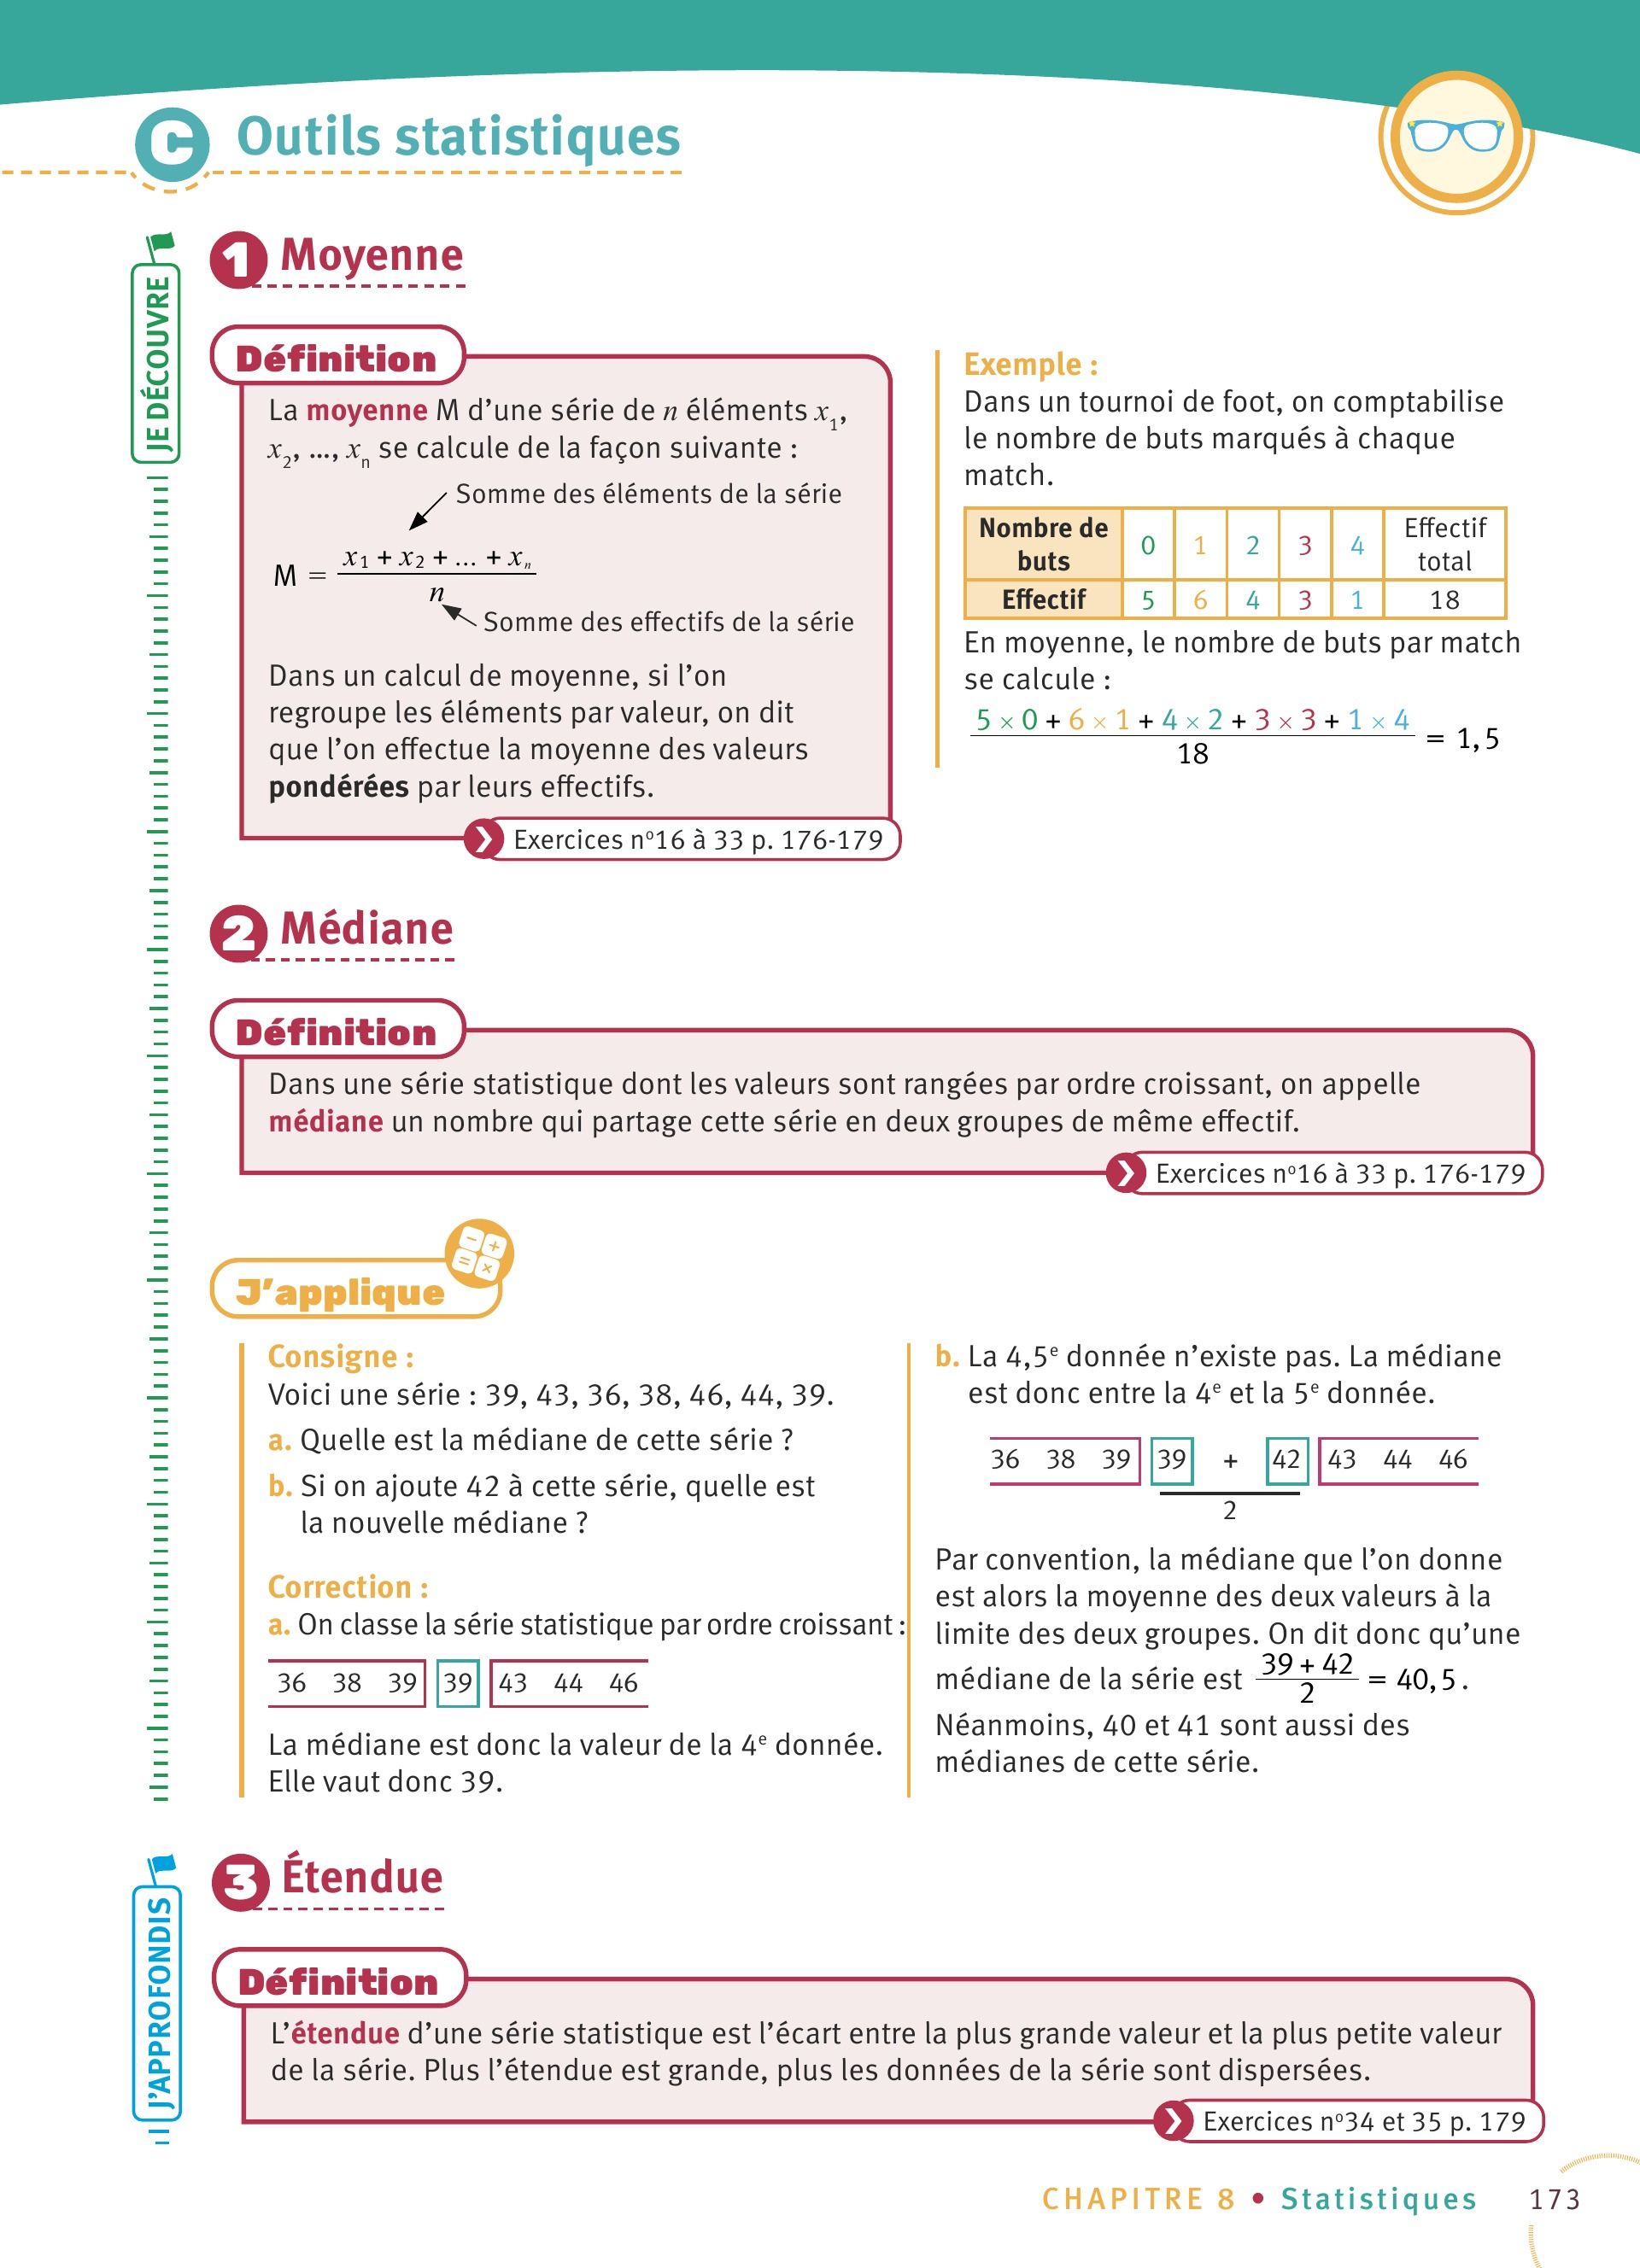 C Outils statistiques
JE DÉCOUVRE
1 Moyenne
Définition
La moyenne M d'une série de n éléments x₁,
x₂, ..., xₙ se calcule de la façon suivante :
Somme des éléments de la série
M = (x₁ + x₂ + ... + xₙ) / n
Somme des effectifs de la série
Dans un calcul de moyenne, si l'on
regroupe les éléments par valeur, on dit
que l'on effectue la moyenne des valeurs
pondérées par leurs effectifs.
Exercices nº16 à 33 p. 176-179
Exemple :
Dans un tournoi de foot, on comptabilise
le nombre de buts marqués à chaque
match.
Nombre de buts 0 1 2 3 4 Effectif total
Effectif 5 6 4 3 1 18
En moyenne, le nombre de buts par match
se calcule :
5 × 0 + 6 × 1 + 4 × 2 + 3 × 3 + 1 × 4
18
= 1,5
2 Médiane
Définition
Dans une série statistique dont les valeurs sont rangées par ordre croissant, on appelle
médiane un nombre qui partage cette série en deux groupes de même effectif.
Exercices nº16 à 33 p. 176-179
J'applique
− + = ×
Consigne :
Voici une série : 39, 43, 36, 38, 46, 44, 39.
a. Quelle est la médiane de cette série ?
b. Si on ajoute 42 à cette série, quelle est
la nouvelle médiane ?
Correction :
a. On classe la série statistique par ordre croissant :
36 38 39 39 43 44 46
La médiane est donc la valeur de la 4ᵉ donnée.
Elle vaut donc 39.
b. La 4,5ᵉ donnée n'existe pas. La médiane
est donc entre la 4ᵉ et la 5ᵉ donnée.
36 38 39 39 + 42 43 44 46
2
Par convention, la médiane que l'on donne
est alors la moyenne des deux valeurs à la
limite des deux groupes. On dit donc qu'une
médiane de la série est (39 + 42) / 2 = 40,5.
Néanmoins, 40 et 41 sont aussi des
médianes de cette série.
J'APPROFONDIS
3 Étendue
Définition
L'étendue d'une série statistique est l'écart entre la plus grande valeur et la plus petite valeur
de la série. Plus l'étendue est grande, plus les données de la série sont dispersées.
Exercices nº34 et 35 p. 179
CHAPITRE 8 • Statistiques 173